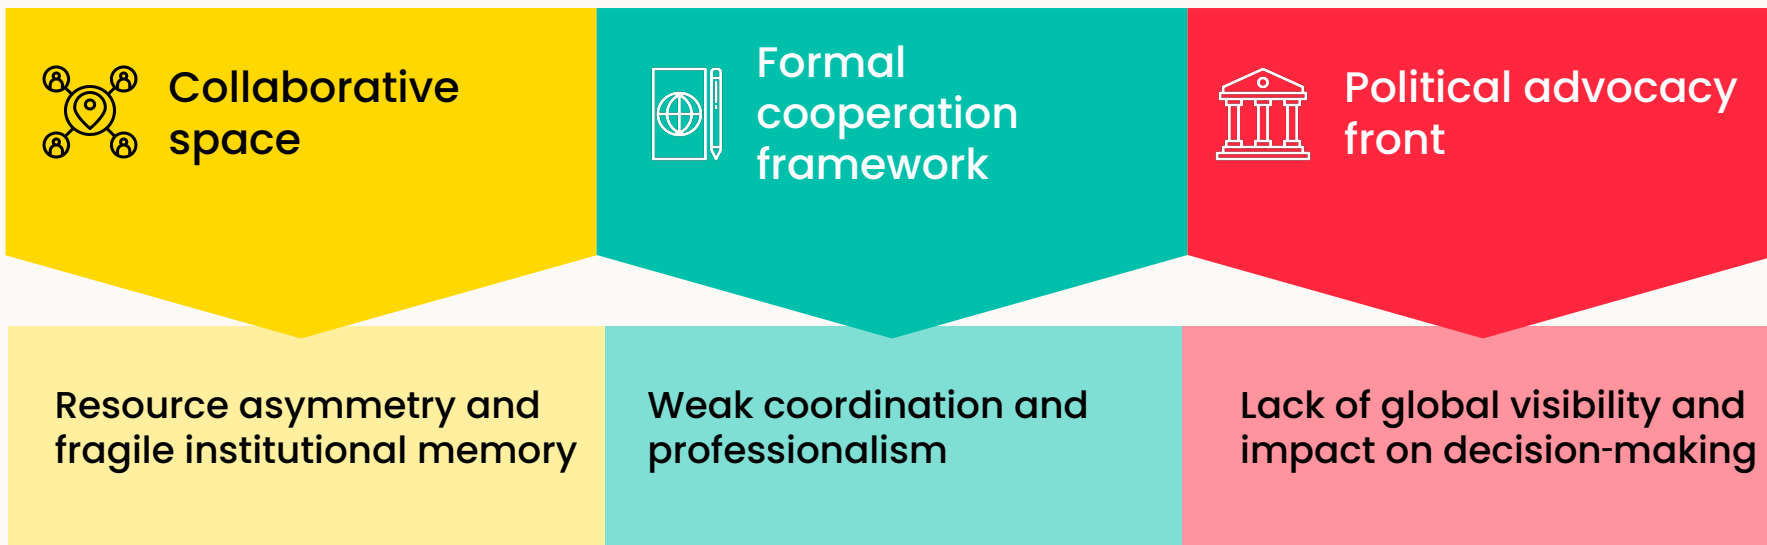 Collaborative
space
Formal
cooperation
framework
Political advocacy
front
Resource asymmetry and
fragile institutional memory
Weak coordination and
professionalism
Lack of global visibility and
impact on decision-making